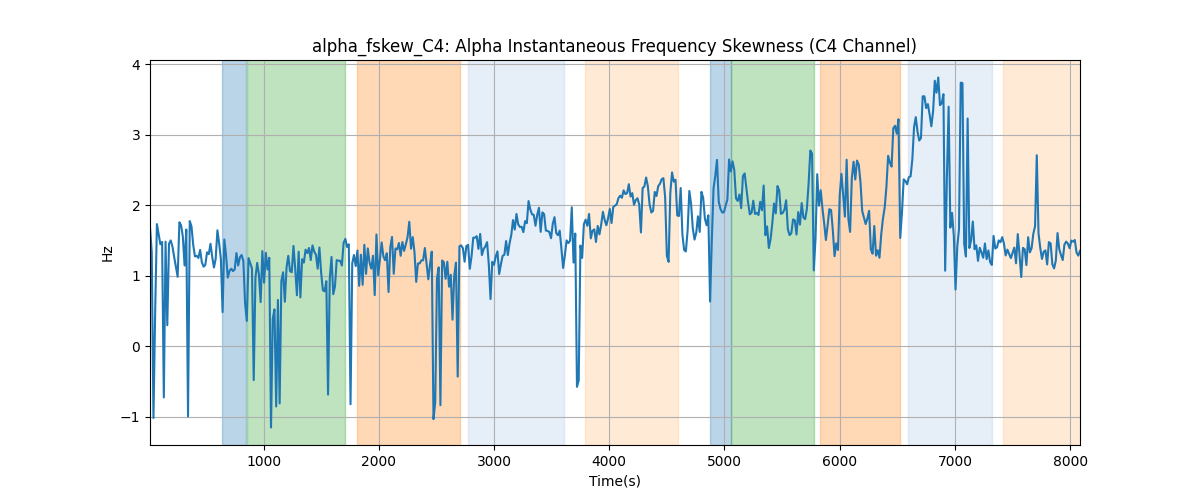 alpha_fskew_C4: Alpha Instantaneous Frequency Skewness (C4 Channel)
4
3
2
1
0
−1
Hz
1000 2000 3000 4000 5000 6000 7000 8000
Time(s)